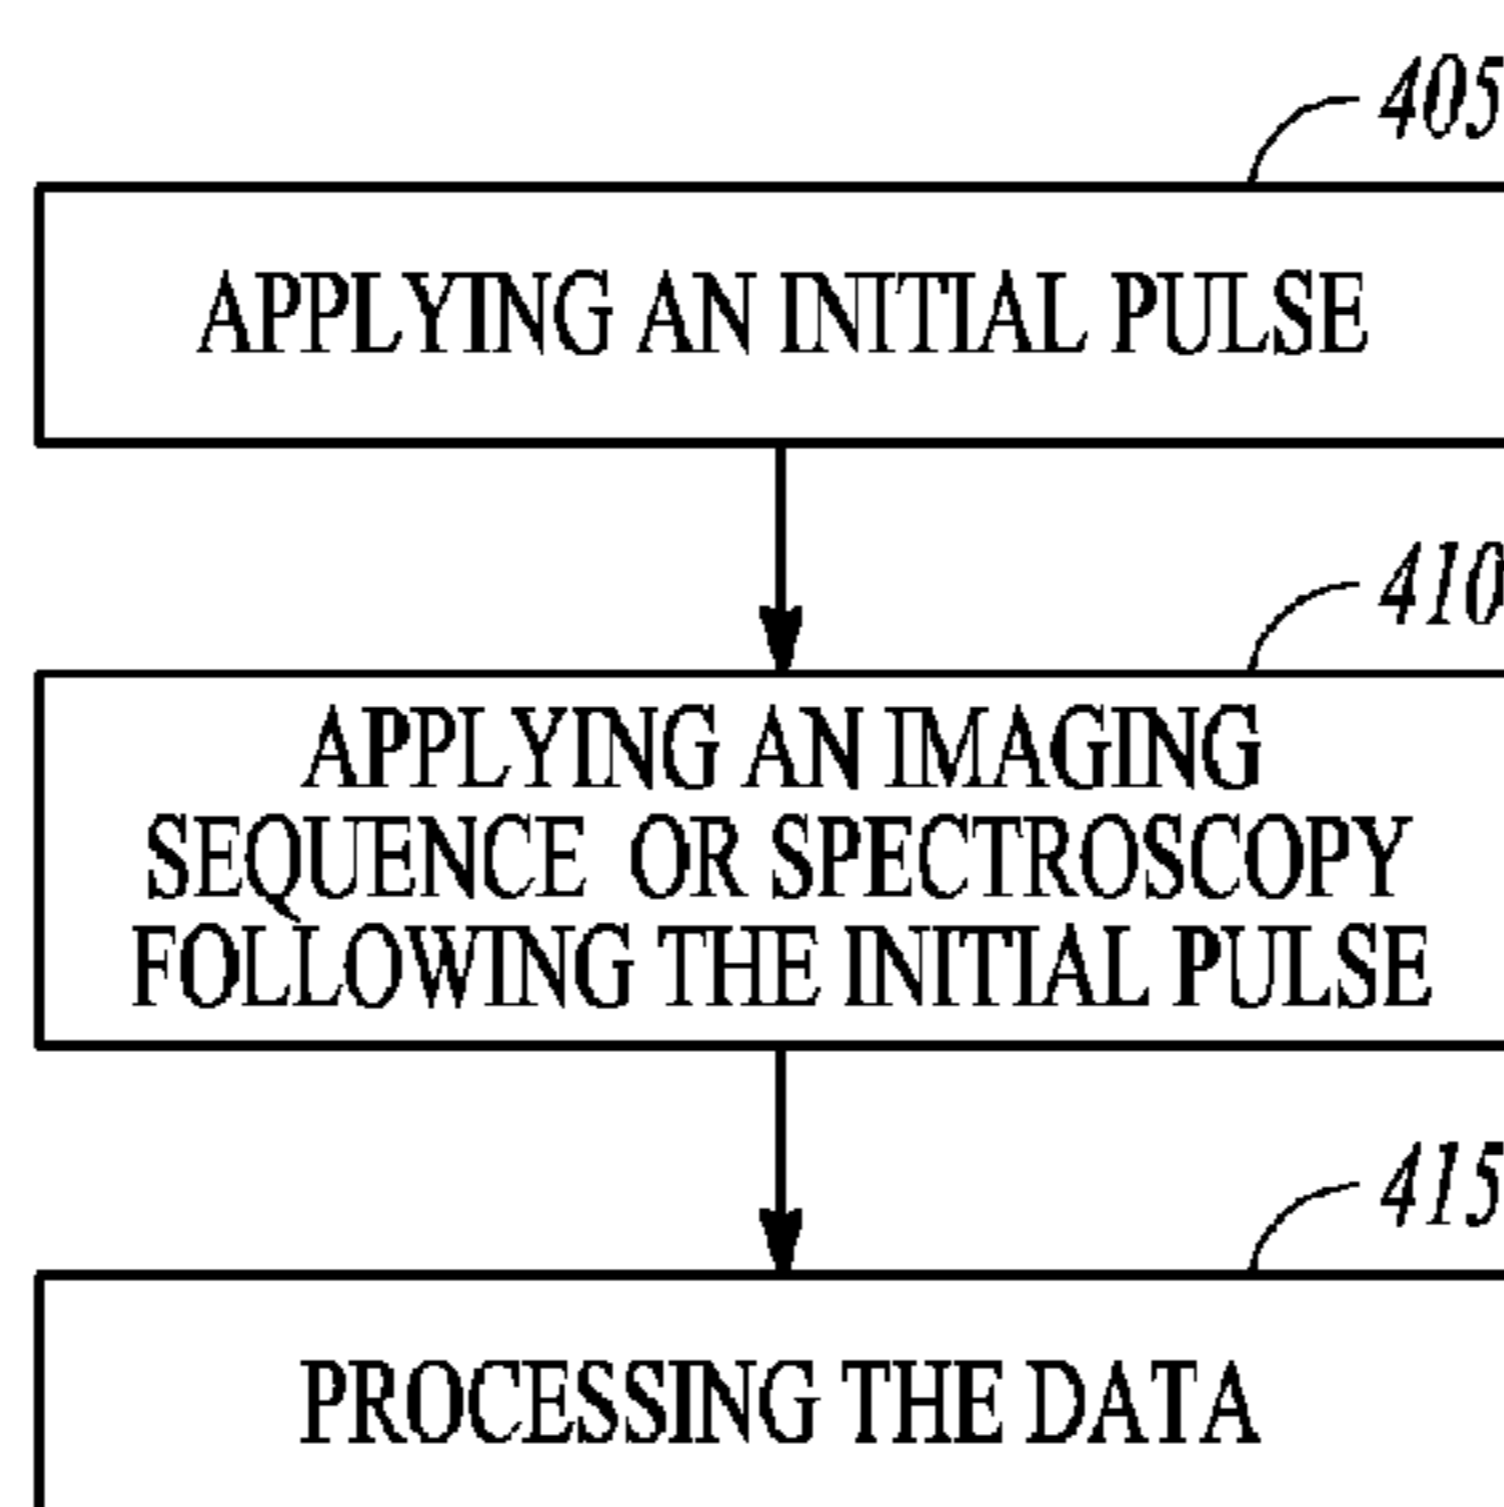 405
APPLYING AN INITIAL PULSE
410
APPLYING AN IMAGING
SEQUENCE OR SPECTROSCOPY
FOLLOWING THE INITIAL PULSE
415
PROCESSING THE DATA